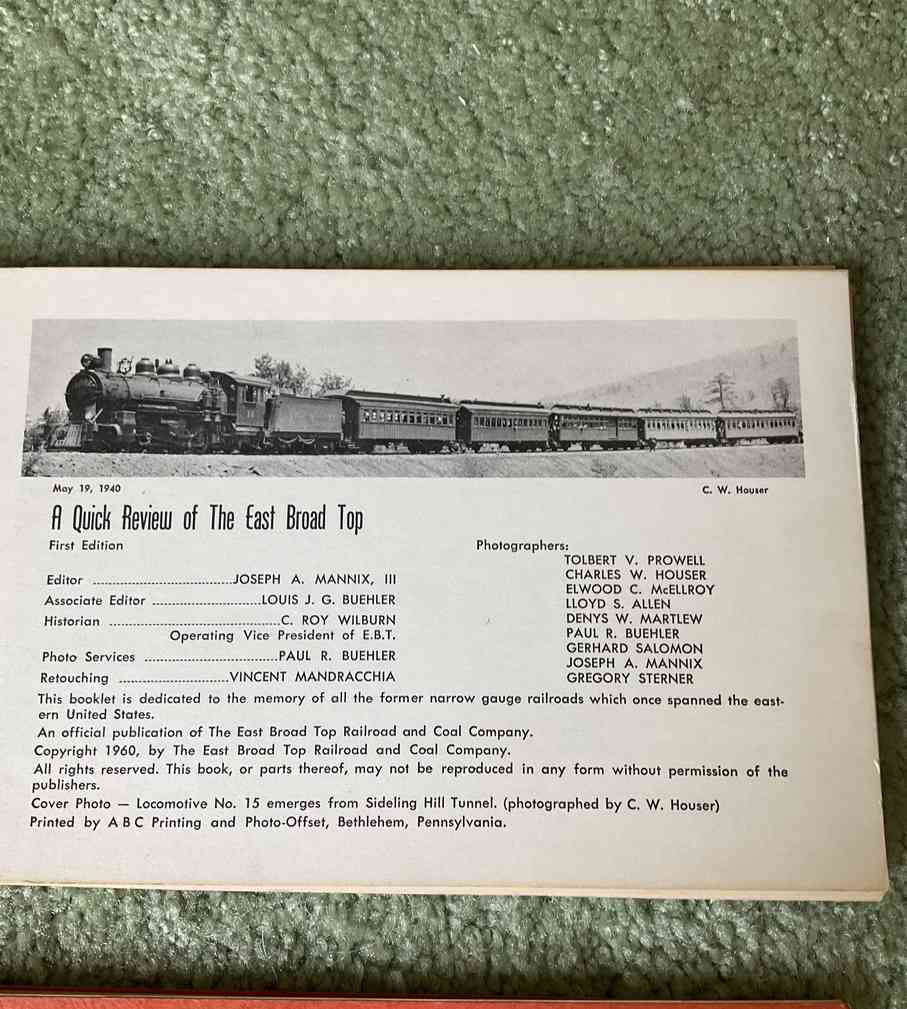 May 19, 1940
C. W. Houser
A Quick Review of The East Broad Top
First Edition
Editor ..................................JOSEPH A. MANNIX, III
Associate Editor ...........................LOUIS J. G. BUEHLER
Historian ..........................................C. ROY WILBURN
Operating Vice President of E.B.T.
Photo Services .................................PAUL R. BUEHLER
Retouching ...........................VINCENT MANDRACCHIA
Photographers:
TOLBERT V. PROWELL
CHARLES W. HOUSER
ELWOOD C. McELLROY
LLOYD S. ALLEN
DENYS W. MARTLEW
PAUL R. BUEHLER
GERHARD SALOMON
JOSEPH A. MANNIX
GREGORY STERNER
This booklet is dedicated to the memory of all the former narrow gauge railroads which once spanned the east-
ern United States.
An official publication of The East Broad Top Railroad and Coal Company.
Copyright 1960, by The East Broad Top Railroad and Coal Company.
All rights reserved. This book, or parts thereof, may not be reproduced in any form without permission of the
publishers.
Cover Photo — Locomotive No. 15 emerges from Sideling Hill Tunnel. (photographed by C. W. Houser)
Printed by A B C Printing and Photo-Offset, Bethlehem, Pennsylvania.